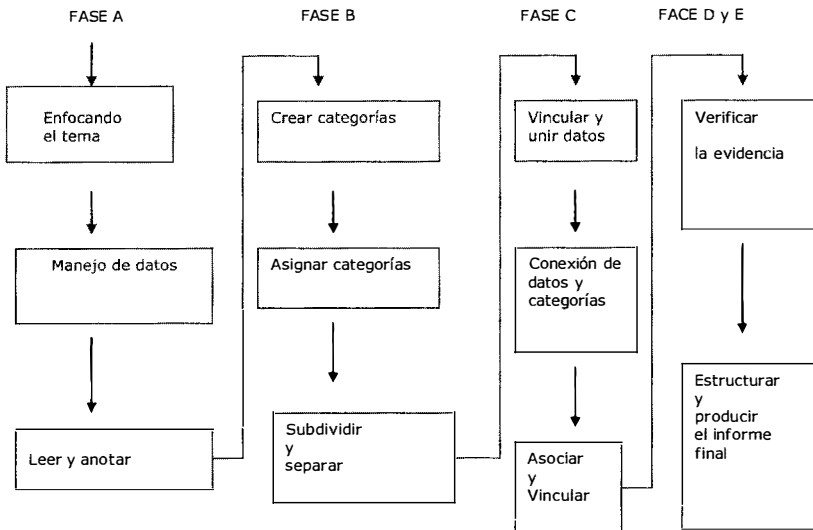 FASE A
Enfocando
el tema
Manejo de datos
Leer y anotar
FASE B
Crear categorías
Asignar categorías
Subdividir
y
separar
FASE C
Vincular y
unir datos
Conexión de
datos y
categorías
Asociar
y
Vincular
FACE D y E
Verificar
la evidencia
Estructurar
y
producir
el informe
final